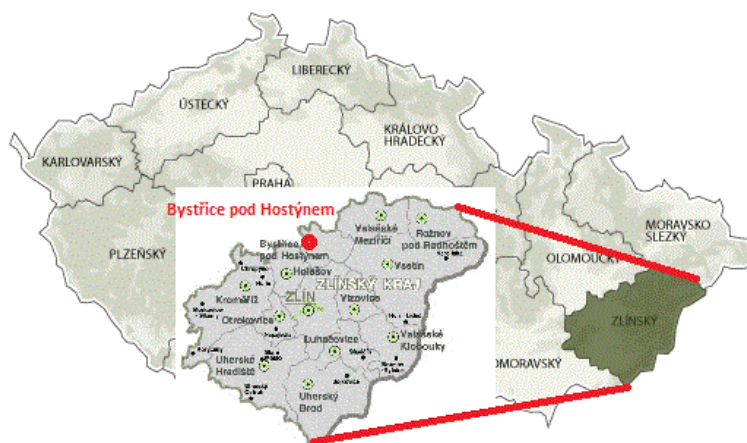 LIBERECKÝ
ÚSTECKÝ
KRÁLOVO
HRADECKÝ
KARLOVARSKÝ
PRAHA
Bystřice pod Hostýnem
PLZEŇSKÝ
MORAVSKO
SLEZKÝ
OLOMOUCKÝ
ZLÍNSKÝ
OMORAVSKÝ
Valašské
Meziříčí
Rožnov
pod Radhoštěm
Bystřice
pod Hostýnem
Holešov
Vsetín
ZLÍNSKÝ KRAJ
Kroměříž
ZLÍN
Vizovice
Otrokovice
Luhačovice
Valašské
Klobouky
Uherské
Hradiště
Uherský
Brod